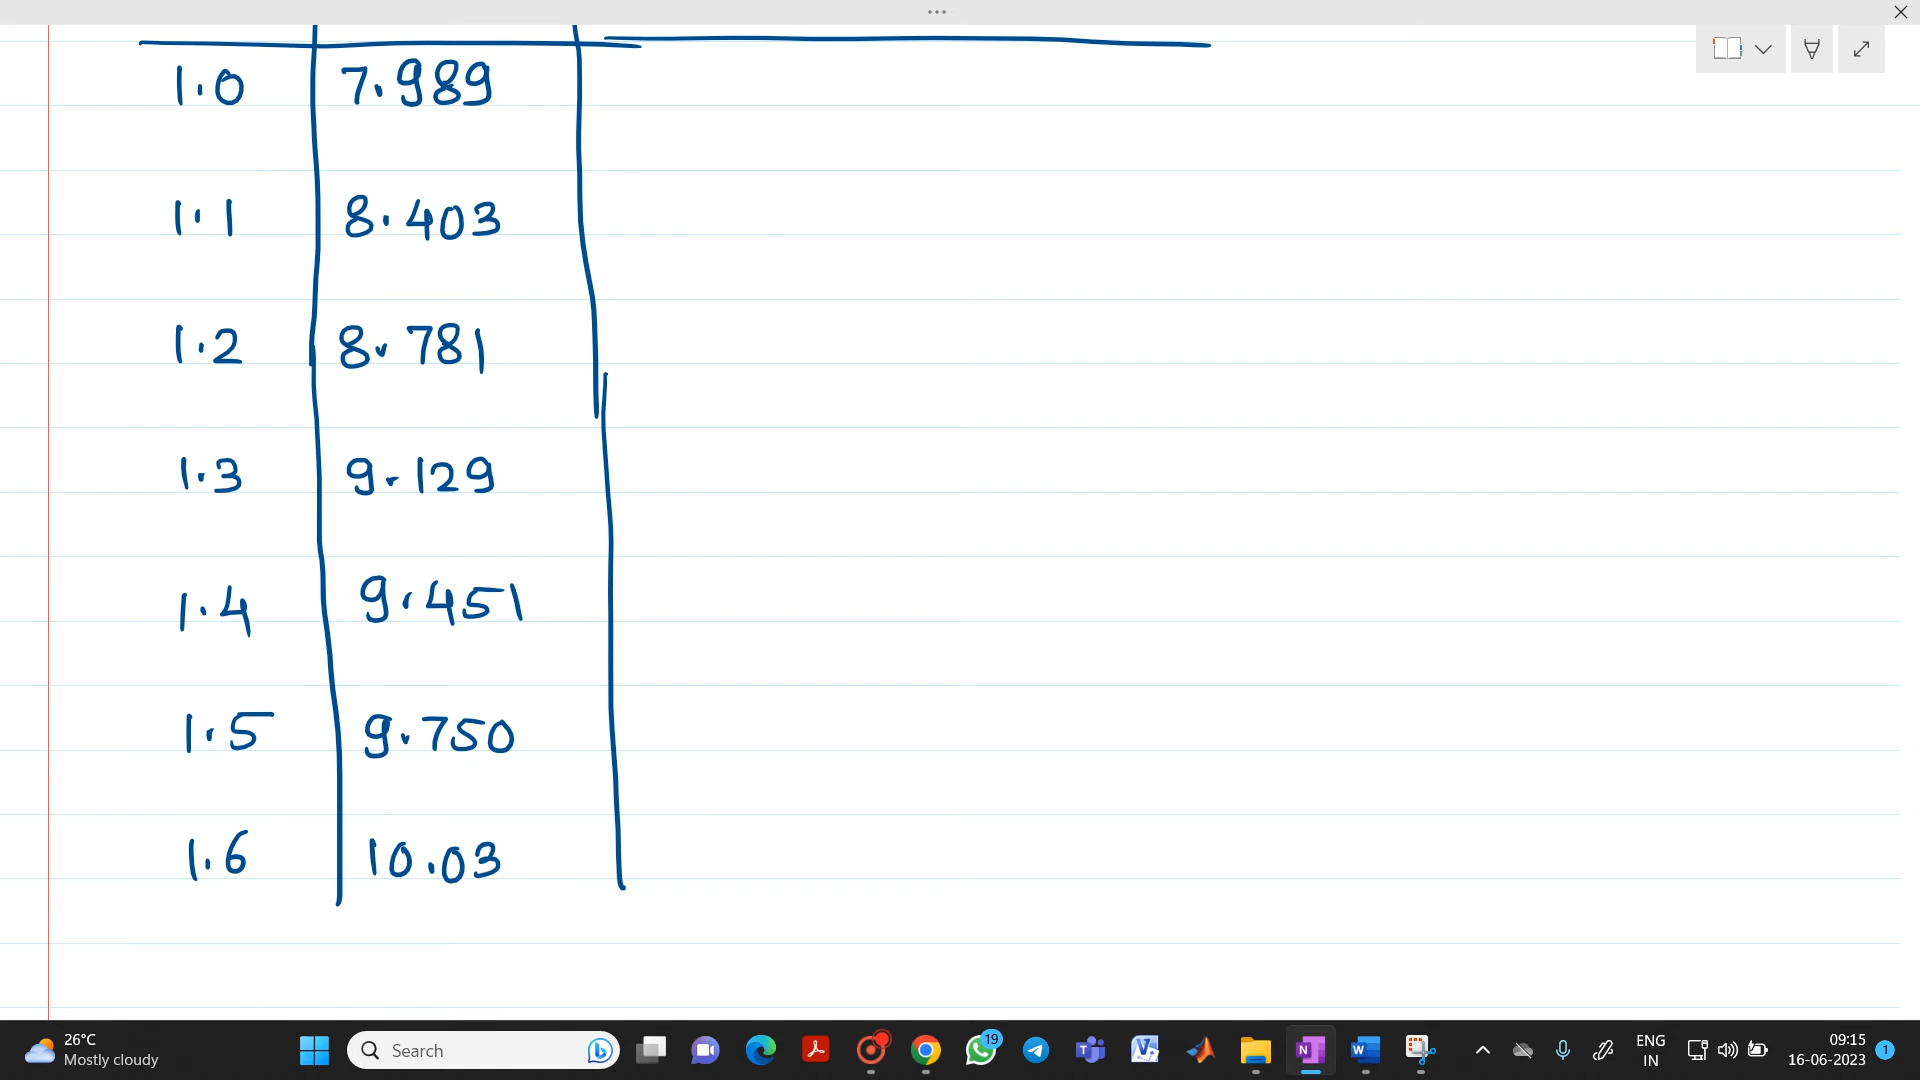 1.0 7.989
1.1 8.403
1.2 8.781
1.3 9.129
1.4 9.451
1.5 9.750
1.6 10.03
26°C
Mostly cloudy
Search
19
ENG
IN
09:15
16-06-2023
1